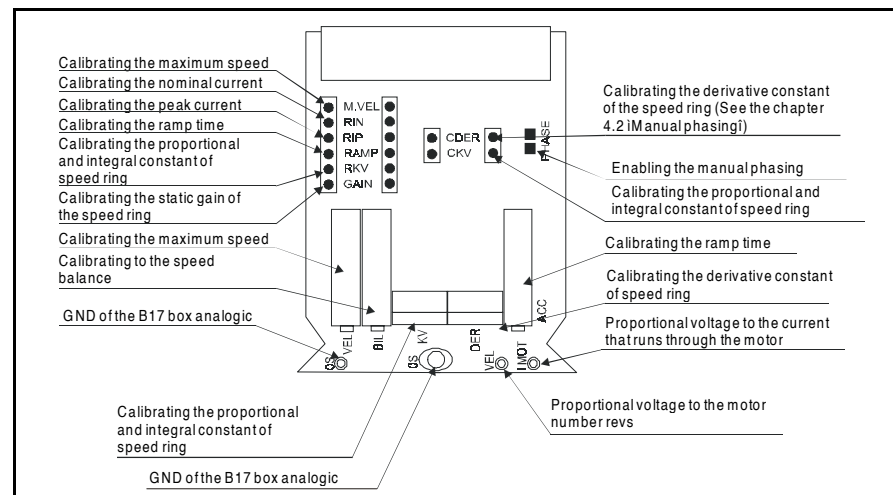 Calibrating the maximum speed
Calibrating the nominal current
Calibrating the peak current
Calibrating the ramp time
Calibrating the proportional
and integral constant of
speed ring
Calibrating the static gain of
the speed ring
Calibrating the maximum speed
Calibrating to the speed
balance
GND of the B17 box analogic
M.VEL
RIN
RIP
RAMP
RKV
GAIN
CDER
CKV
PHASE
Calibrating the derivative constant
of the speed ring (See the chapter
4.2 ìManual phasingî)
Enabling the manual phasing
Calibrating the proportional and
integral constant of speed ring
Calibrating the ramp time
Calibrating the derivative constant
of speed ring
Proportional voltage to the current
that runs through the motor
0S
VEL
BIL
KV
0S
DER
VEL
I MOT
ACC
Calibrating the proportional
and integral constant of
speed ring
GND of the B17 box analogic
Proportional voltage to the motor
number revs